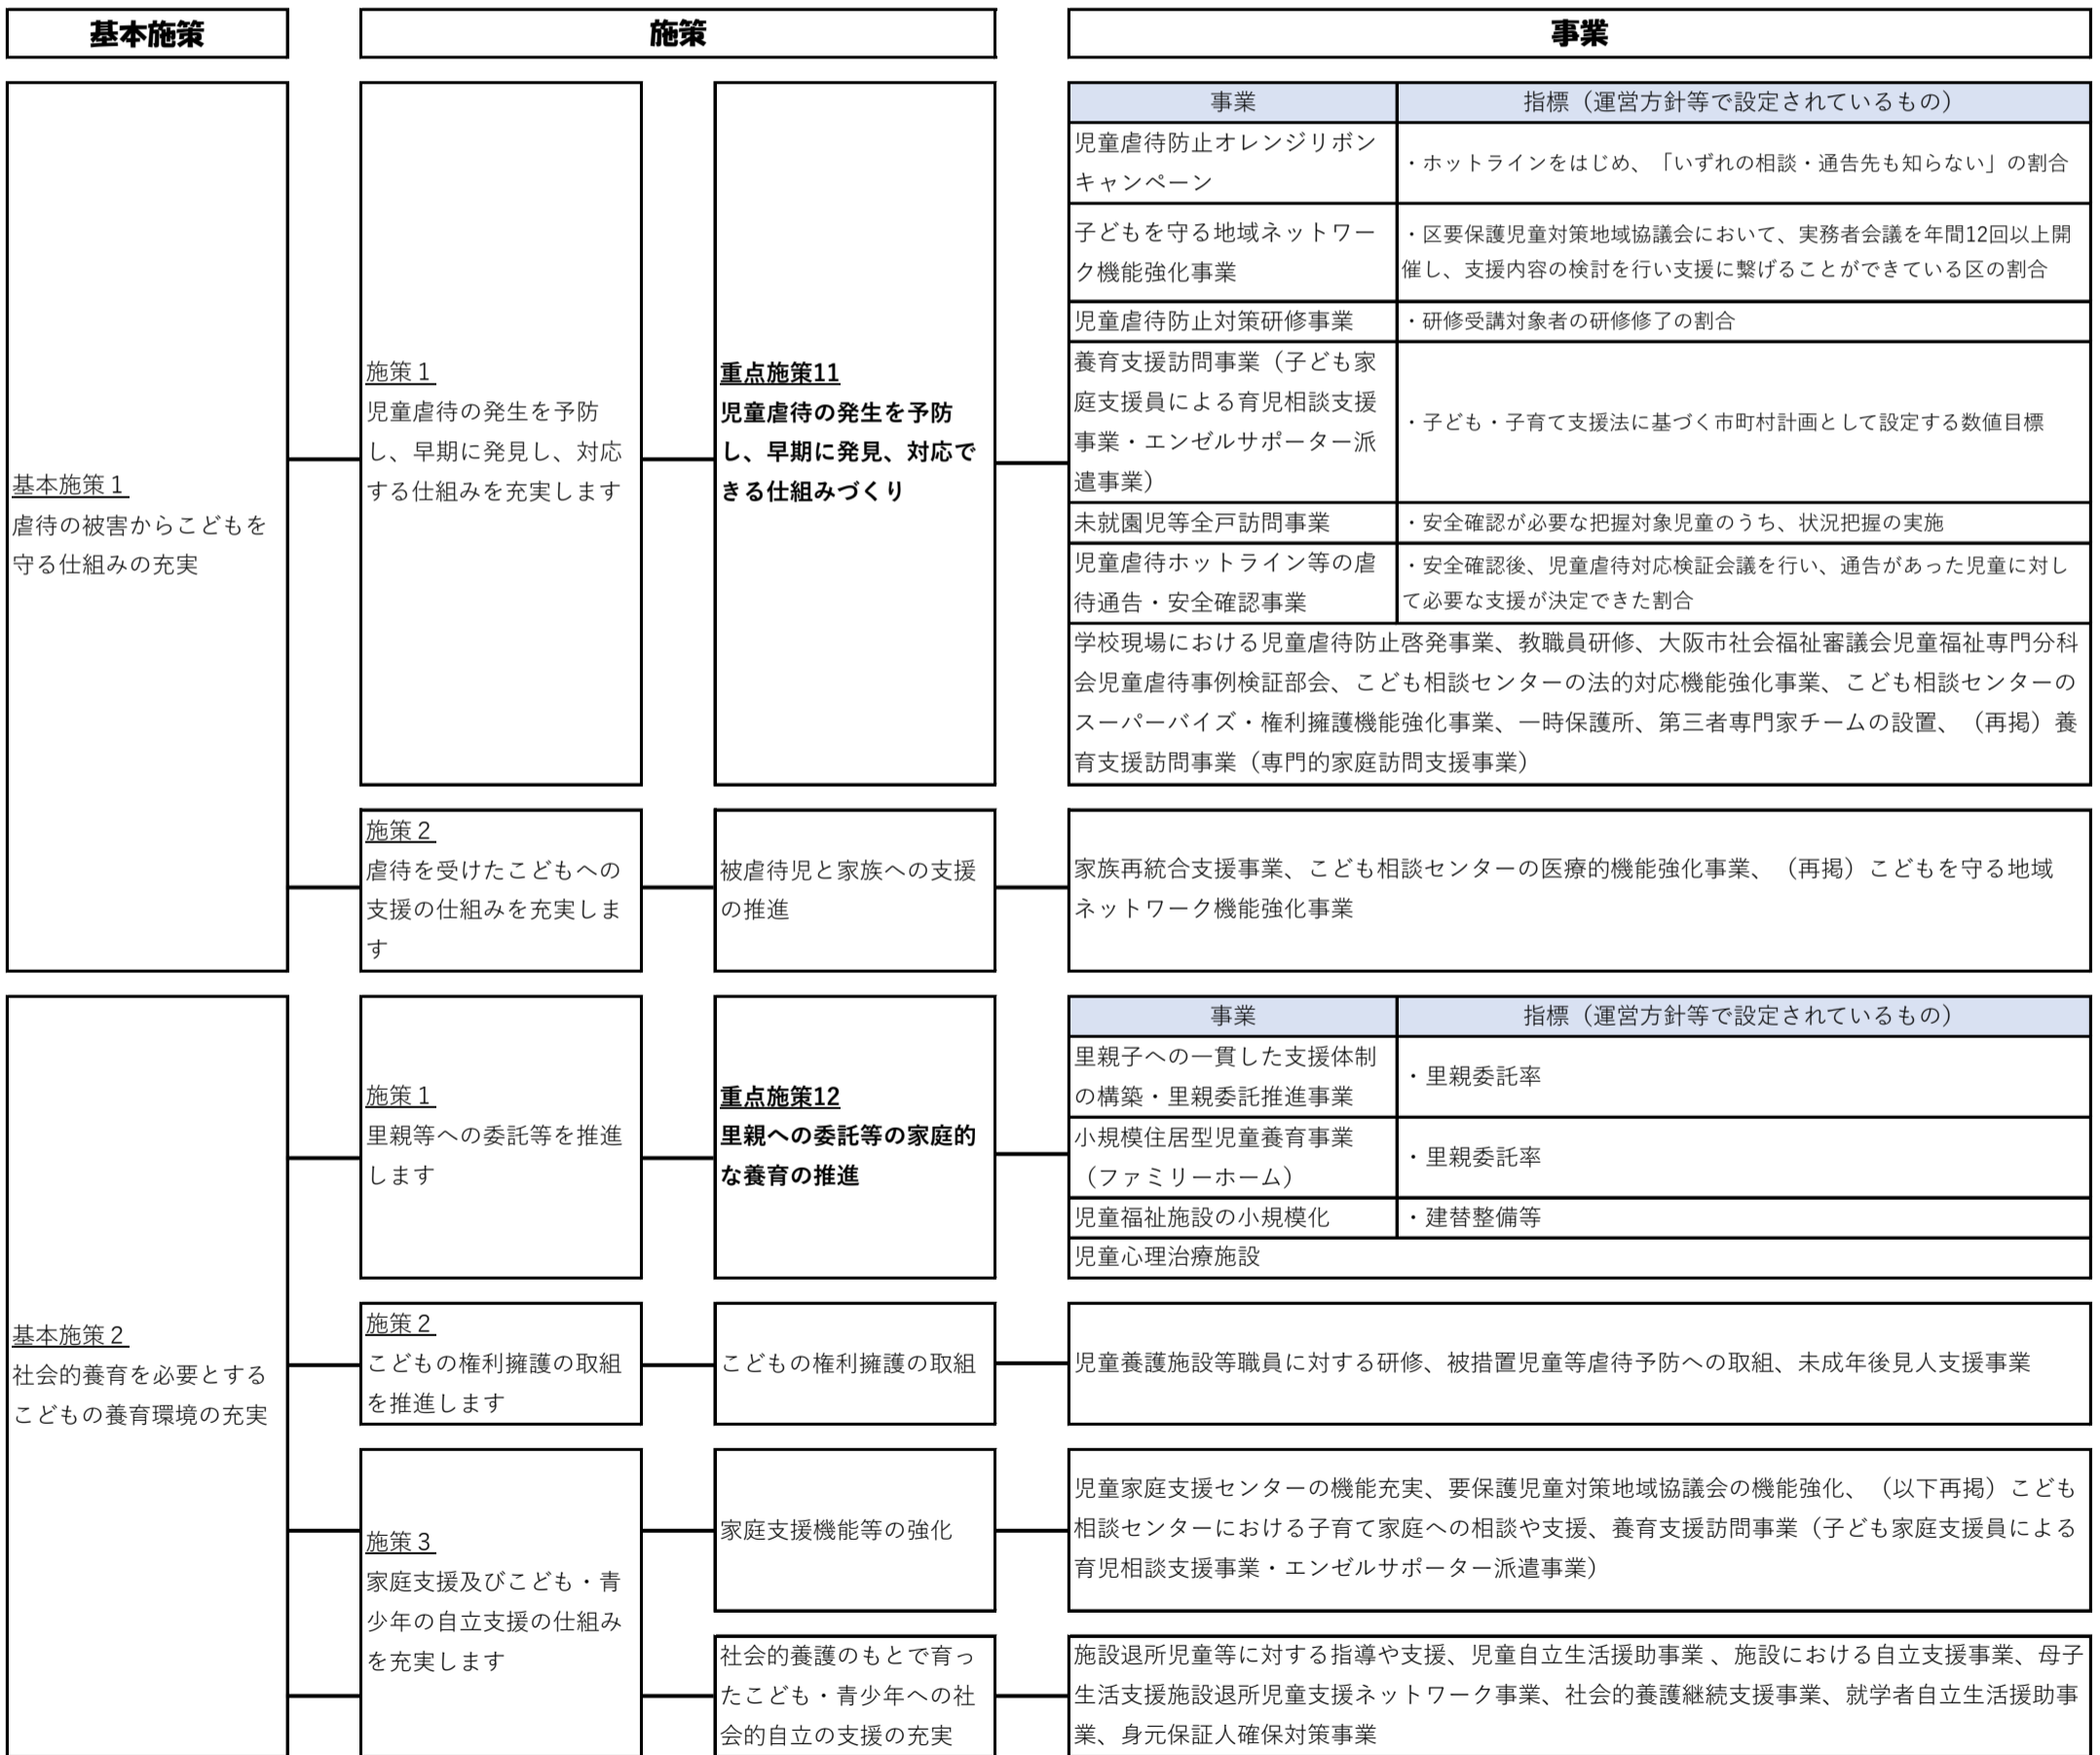 基本施策
施策
事業
基本施策１
虐待の被害からこどもを
守る仕組みの充実
施策１
児童虐待の発生を予防
し、早期に発見し、対応
する仕組みを充実します
重点施策11
児童虐待の発生を予防
し、早期に発見、対応で
きる仕組みづくり
事業
指標（運営方針等で設定されているもの）
児童虐待防止オレンジリボン
キャンペーン
・ホットラインをはじめ、「いずれの相談・通告先も知らない」の割合
子どもを守る地域ネットワー
ク機能強化事業
・区要保護児童対策地域協議会において、実務者会議を年間12回以上開
催し、支援内容の検討を行い支援に繋げることができている区の割合
児童虐待防止対策研修事業
・研修受講対象者の研修修了の割合
養育支援訪問事業（子ども家
庭支援員による育児相談支援
事業・エンゼルサポーター派
遣事業）
・子ども・子育て支援法に基づく市町村計画として設定する数値目標
未就園児等全戸訪問事業
・安全確認が必要な把握対象児童のうち、状況把握の実施
児童虐待ホットライン等の虐
待通告・安全確認事業
・安全確認後、児童虐待対応検証会議を行い、通告があった児童に対し
て必要な支援が決定できた割合
学校現場における児童虐待防止啓発事業、教職員研修、大阪市社会福祉審議会児童福祉専門分科
会児童虐待事例検証部会、こども相談センターの法的対応機能強化事業、こども相談センターの
スーパーバイズ・権利擁護機能強化事業、一時保護所、第三者専門家チームの設置、（再掲）養
育支援訪問事業（専門的家庭訪問支援事業）
施策２
虐待を受けたこどもへの
支援の仕組みを充実しま
す
被虐待児と家族への支援
の推進
家族再統合支援事業、こども相談センターの医療的機能強化事業、（再掲）こどもを守る地域
ネットワーク機能強化事業
基本施策２
社会的養育を必要とする
こどもの養育環境の充実
施策１
里親等への委託等を推進
します
重点施策12
里親への委託等の家庭的
な養育の推進
事業
指標（運営方針等で設定されているもの）
里親子への一貫した支援体制
の構築・里親委託推進事業
・里親委託率
小規模住居型児童養育事業
（ファミリーホーム）
・里親委託率
児童福祉施設の小規模化
・建替整備等
児童心理治療施設
施策２
こどもの権利擁護の取組
を推進します
こどもの権利擁護の取組
児童養護施設等職員に対する研修、被措置児童等虐待予防への取組、未成年後見人支援事業
施策３
家庭支援及びこども・青
少年の自立支援の仕組み
を充実します
家庭支援機能等の強化
児童家庭支援センターの機能充実、要保護児童対策地域協議会の機能強化、（以下再掲）こども
相談センターにおける子育て家庭への相談や支援、養育支援訪問事業（子ども家庭支援員による
育児相談支援事業・エンゼルサポーター派遣事業）
社会的養護のもとで育っ
たこども・青少年への社
会的自立の支援の充実
施設退所児童等に対する指導や支援、児童自立生活援助事業 、施設における自立支援事業、母子
生活支援施設退所児童支援ネットワーク事業、社会的養護継続支援事業、就学者自立生活援助事
業、身元保証人確保対策事業